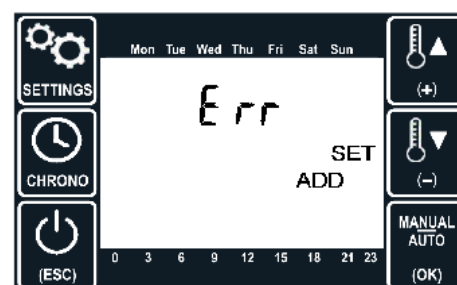 Mon Tue Wed Thu Fri Sat Sun
SETTINGS
(+)
Err
SET
ADD
CHRONO
(–)
MANUAL
AUTO
0 3 6 9 12 15 18 21 23
(ESC)
(OK)